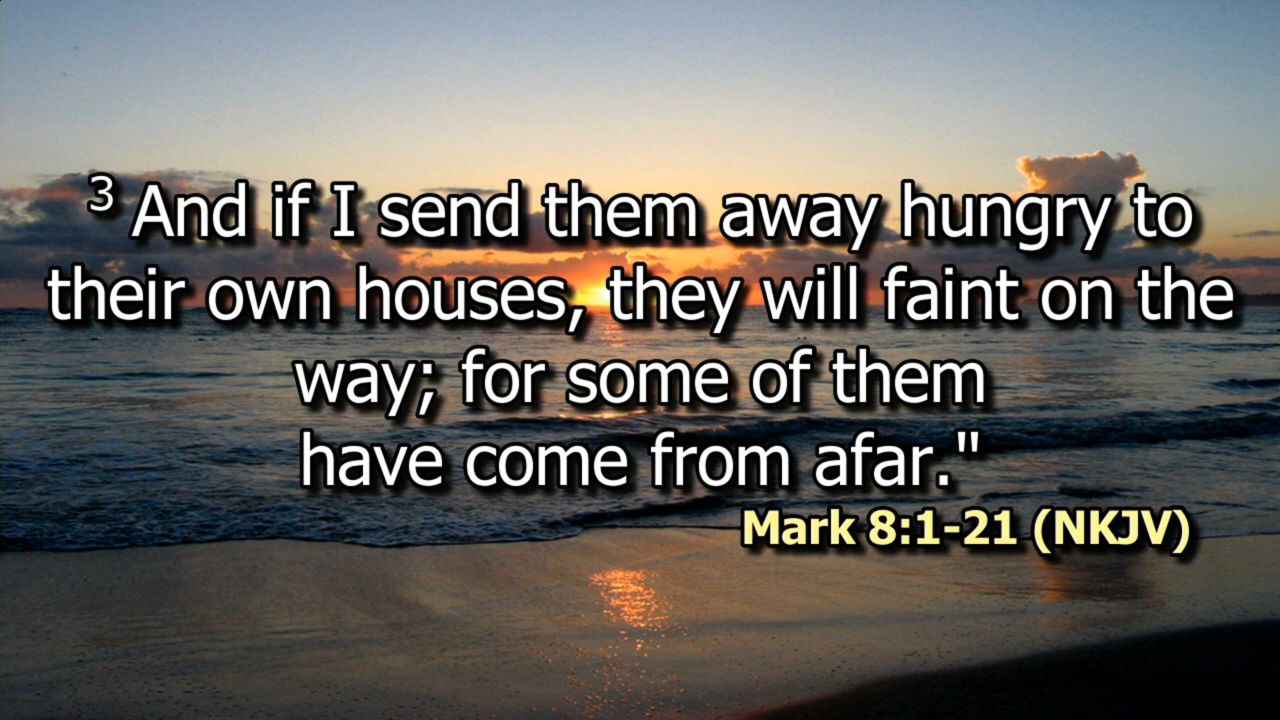 3 And if I send them away hungry to
their own houses, they will faint on the
way; for some of them
have come from afar."
Mark 8:1-21 (NKJV)